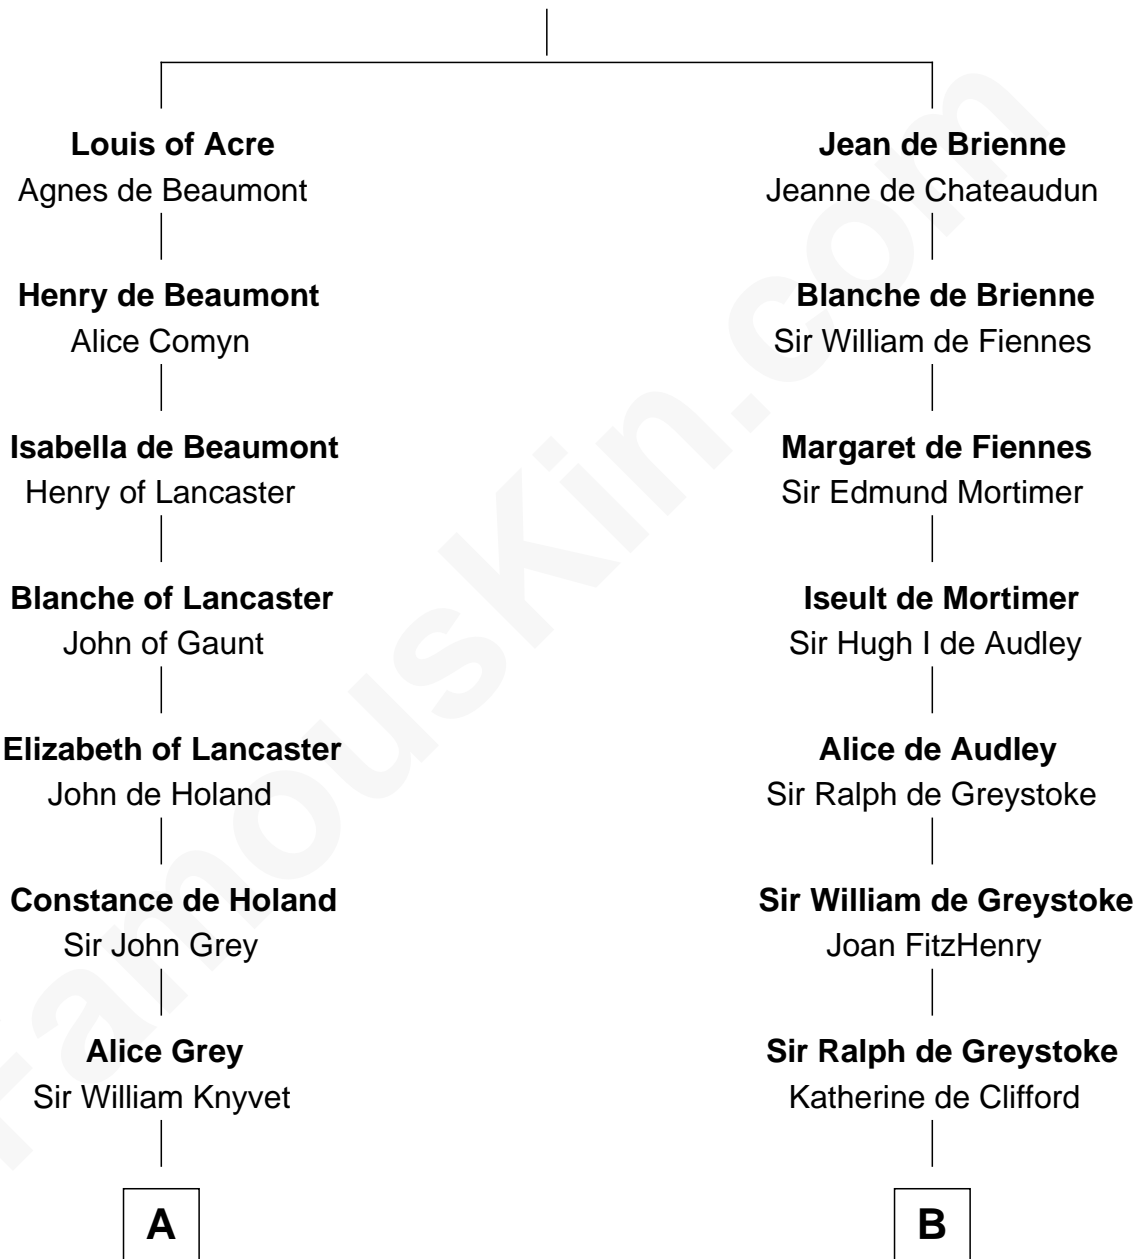 Louis of Acre
Agnes de Beaumont
Henry de Beaumont
Alice Comyn
Isabella de Beaumont
Henry of Lancaster
Blanche of Lancaster
John of Gaunt
Elizabeth of Lancaster
John de Holand
Constance de Holand
Sir John Grey
Alice Grey
Sir William Knyvet
A
Jean de Brienne
Jeanne de Chateaudun
Blanche de Brienne
Sir William de Fiennes
Margaret de Fiennes
Sir Edmund Mortimer
Iseult de Mortimer
Sir Hugh I de Audley
Alice de Audley
Sir Ralph de Greystoke
Sir William de Greystoke
Joan FitzHenry
Sir Ralph de Greystoke
Katherine de Clifford
B
FamousKin.com